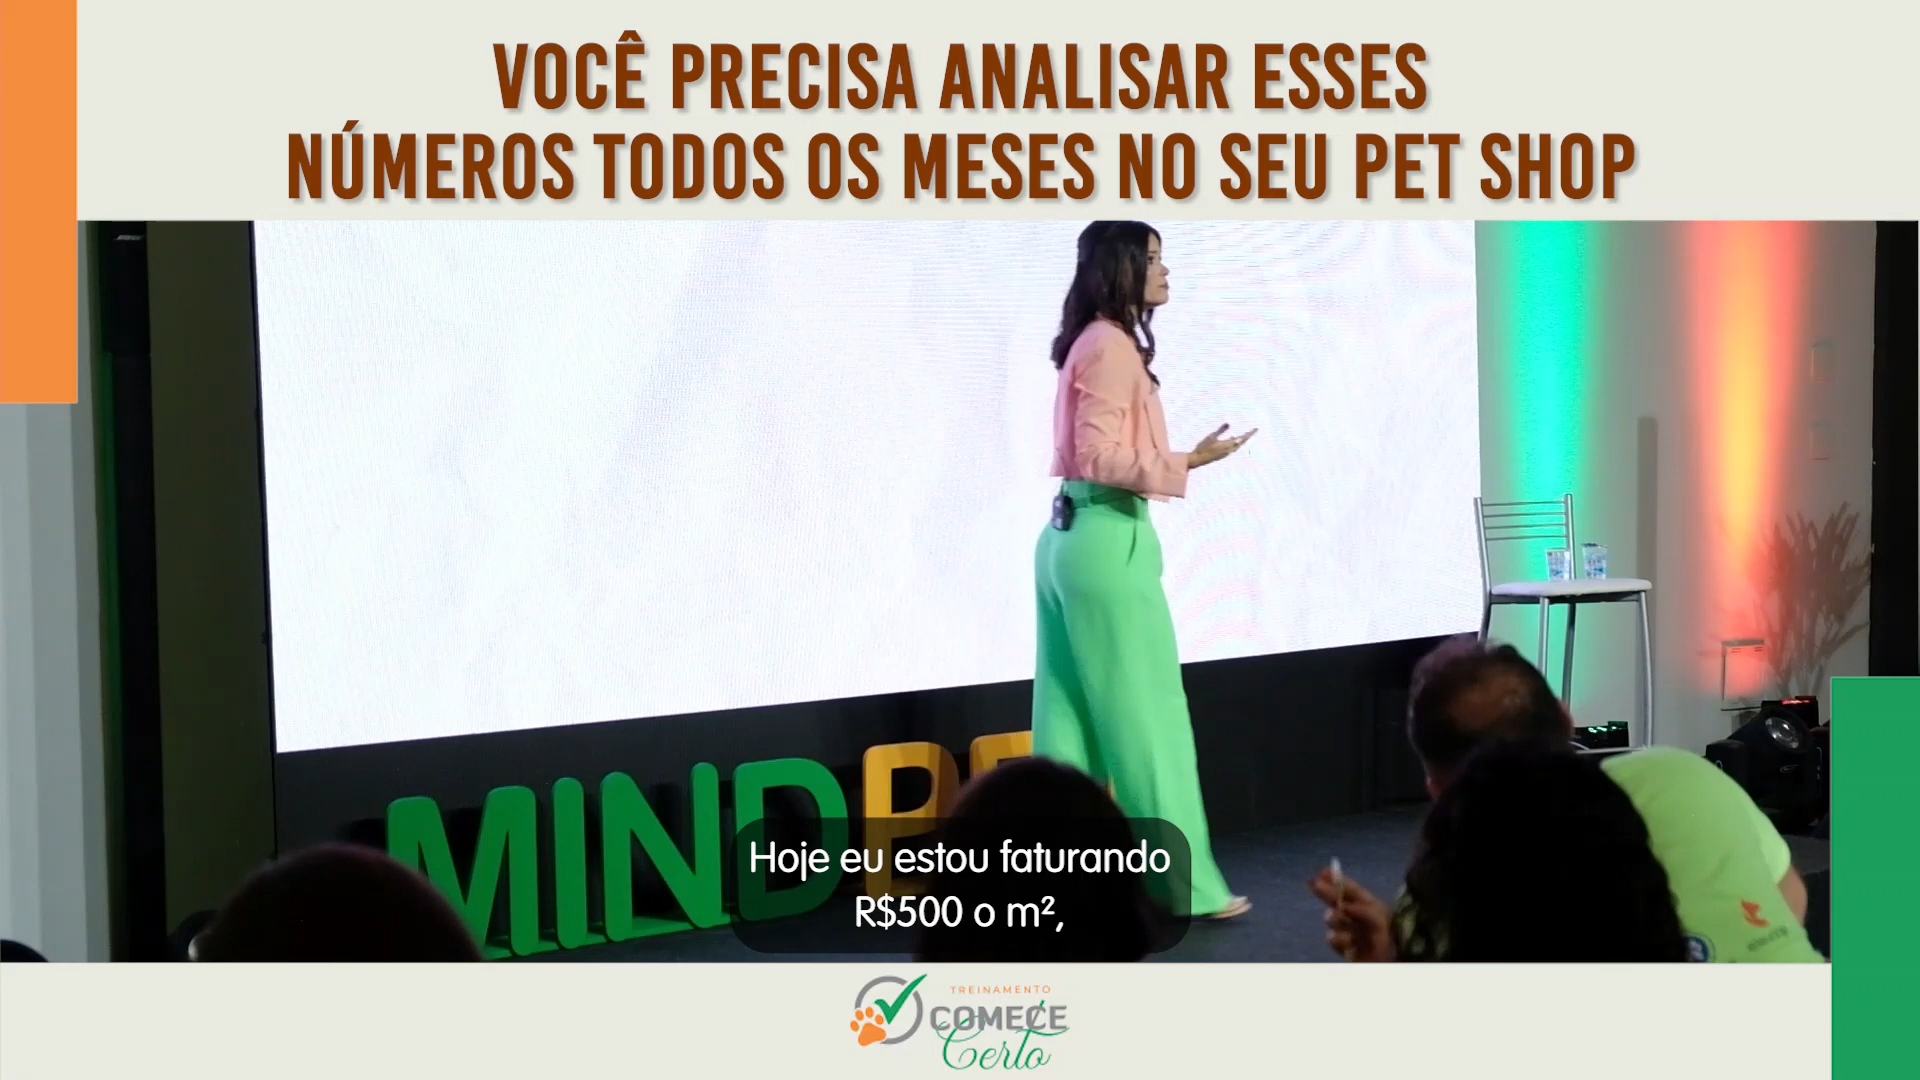 VOCÊ PRECISA ANALISAR ESSES
NÚMEROS TODOS OS MESES NO SEU PET SHOP
MIND
Hoje eu estou faturando
R$500 o m²,
TREINAMENTO
COMECE
Certo